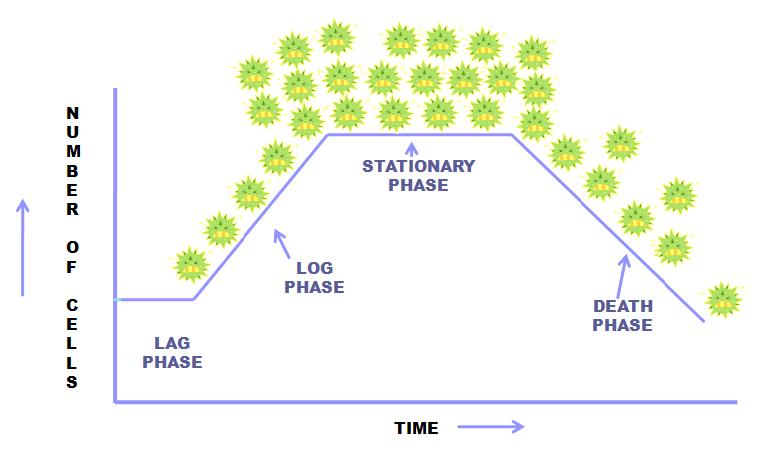 NUMBER OF CELLS
STATIONARY
PHASE
LOG
PHASE
DEATH
PHASE
LAG
PHASE
TIME